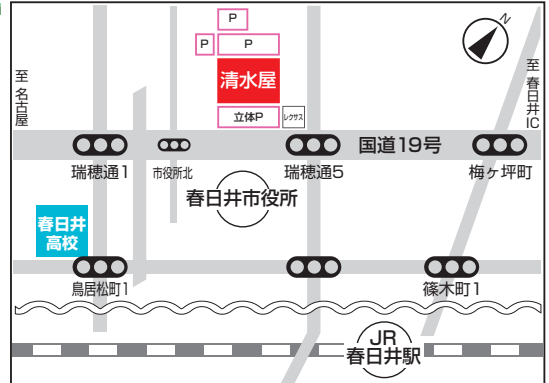 P
N
P
P
清水屋
至 名古屋
至 春日井IC
立体P
レクサス
国道19号
瑞穂通1
市役所北
瑞穂通5
梅ヶ坪町
春日井市役所
春日井
高校
鳥居松町1
篠木町1
JR
春日井駅